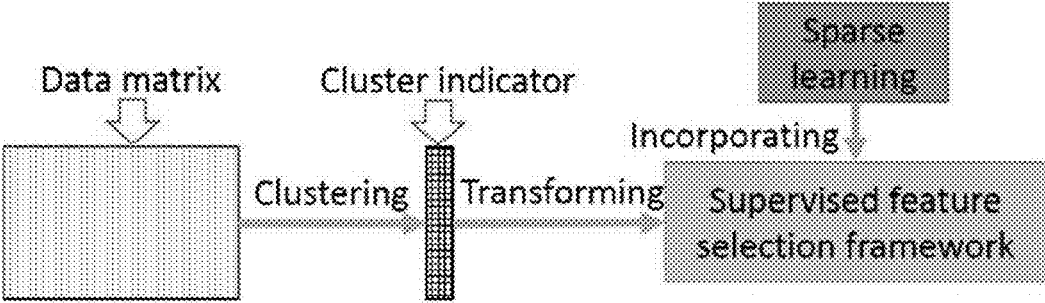 Sparse
learning
Data matrix
Cluster indicator
Incorporating
Clustering
Transforming
Supervised feature
selection framework